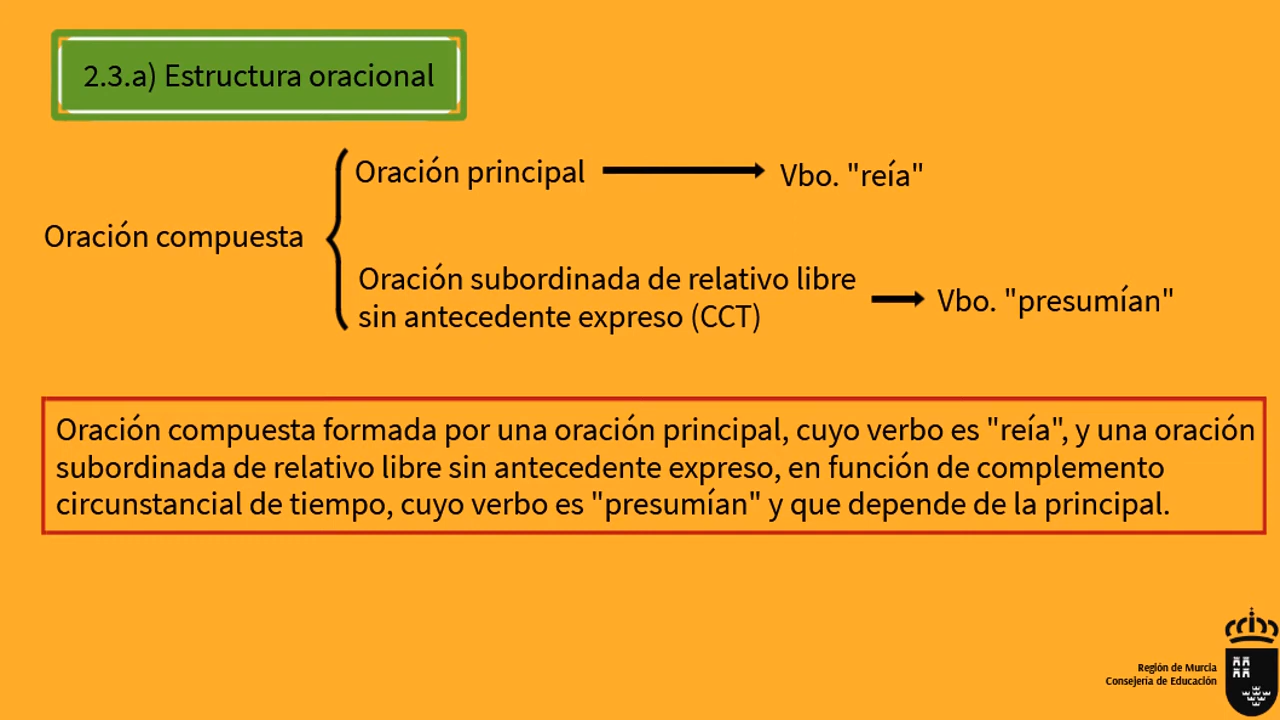 2.3.a) Estructura oracional
Oración principal
Vbo. "reía"
Oración compuesta
Oración subordinada de relativo libre
sin antecedente expreso (CCT)
Vbo. "presumían"
Oración compuesta formada por una oración principal, cuyo verbo es "reía", y una oración
subordinada de relativo libre sin antecedente expreso, en función de complemento
circunstancial de tiempo, cuyo verbo es "presumían" y que depende de la principal.
Región de Murcia
Consejería de Educación